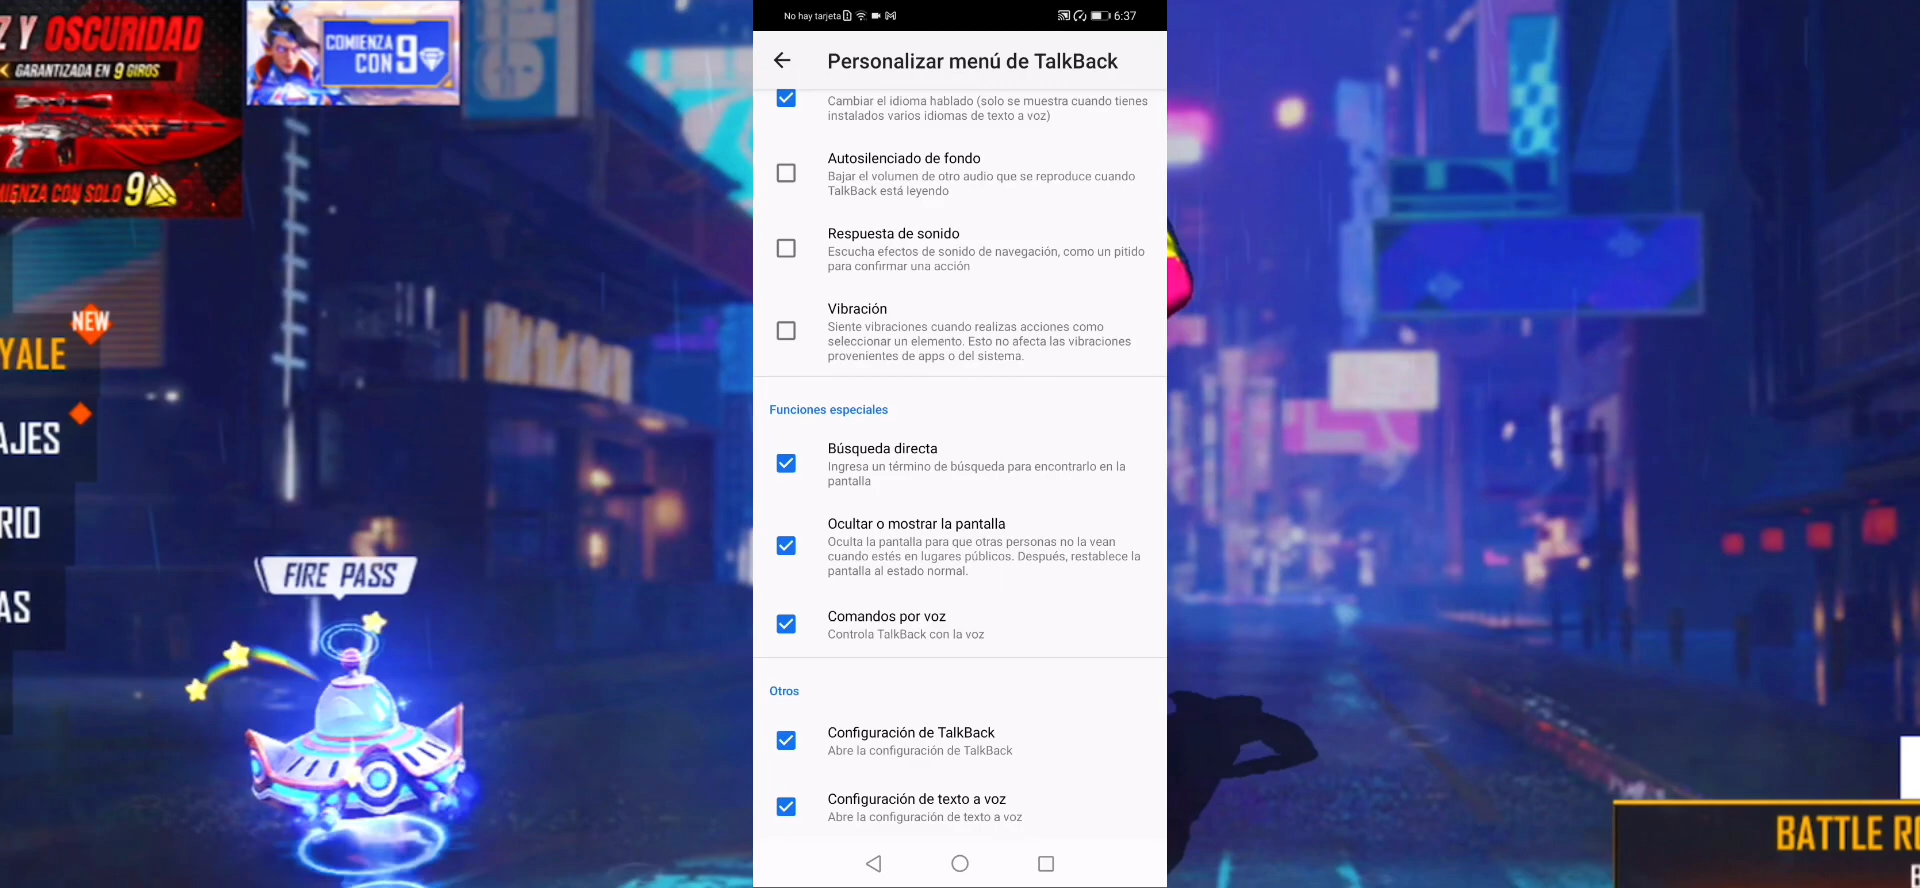 Z Y OSCURIDAD
GARANTIZADA EN 9 GIROS
MIENZA CON SOLO 9
COMIENZA
CON 9
NEW
YALE
AJES
RIO
AS
FIRE PASS
No hay tarjeta
6:37
Personalizar menú de TalkBack
Cambiar el idioma hablado (solo se muestra cuando tienes
instalados varios idiomas de texto a voz)
Autosilenciado de fondo
Bajar el volumen de otro audio que se reproduce cuando
TalkBack está leyendo
Respuesta de sonido
Escucha efectos de sonido de navegación, como un pitido
para confirmar una acción
Vibración
Siente vibraciones cuando realizas acciones como
seleccionar un elemento. Esto no afecta las vibraciones
provenientes de apps o del sistema.
Funciones especiales
Búsqueda directa
Ingresa un término de búsqueda para encontrarlo en la
pantalla
Ocultar o mostrar la pantalla
Oculta la pantalla para que otras personas no la vean
cuando estés en lugares públicos. Después, restablece la
pantalla al estado normal.
Comandos por voz
Controla TalkBack con la voz
Otros
Configuración de TalkBack
Abre la configuración de TalkBack
Configuración de texto a voz
Abre la configuración de texto a voz
BATTLE RO